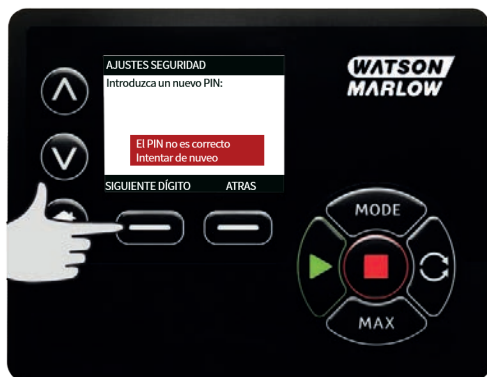 AJUSTES SEGURIDAD
WATSON
MARLOW
Introduzca un nuevo PIN:
El PIN no es correcto
Intentar de nuveo
SIGUIENTE DÍGITO ATRAS
MODE
MAX